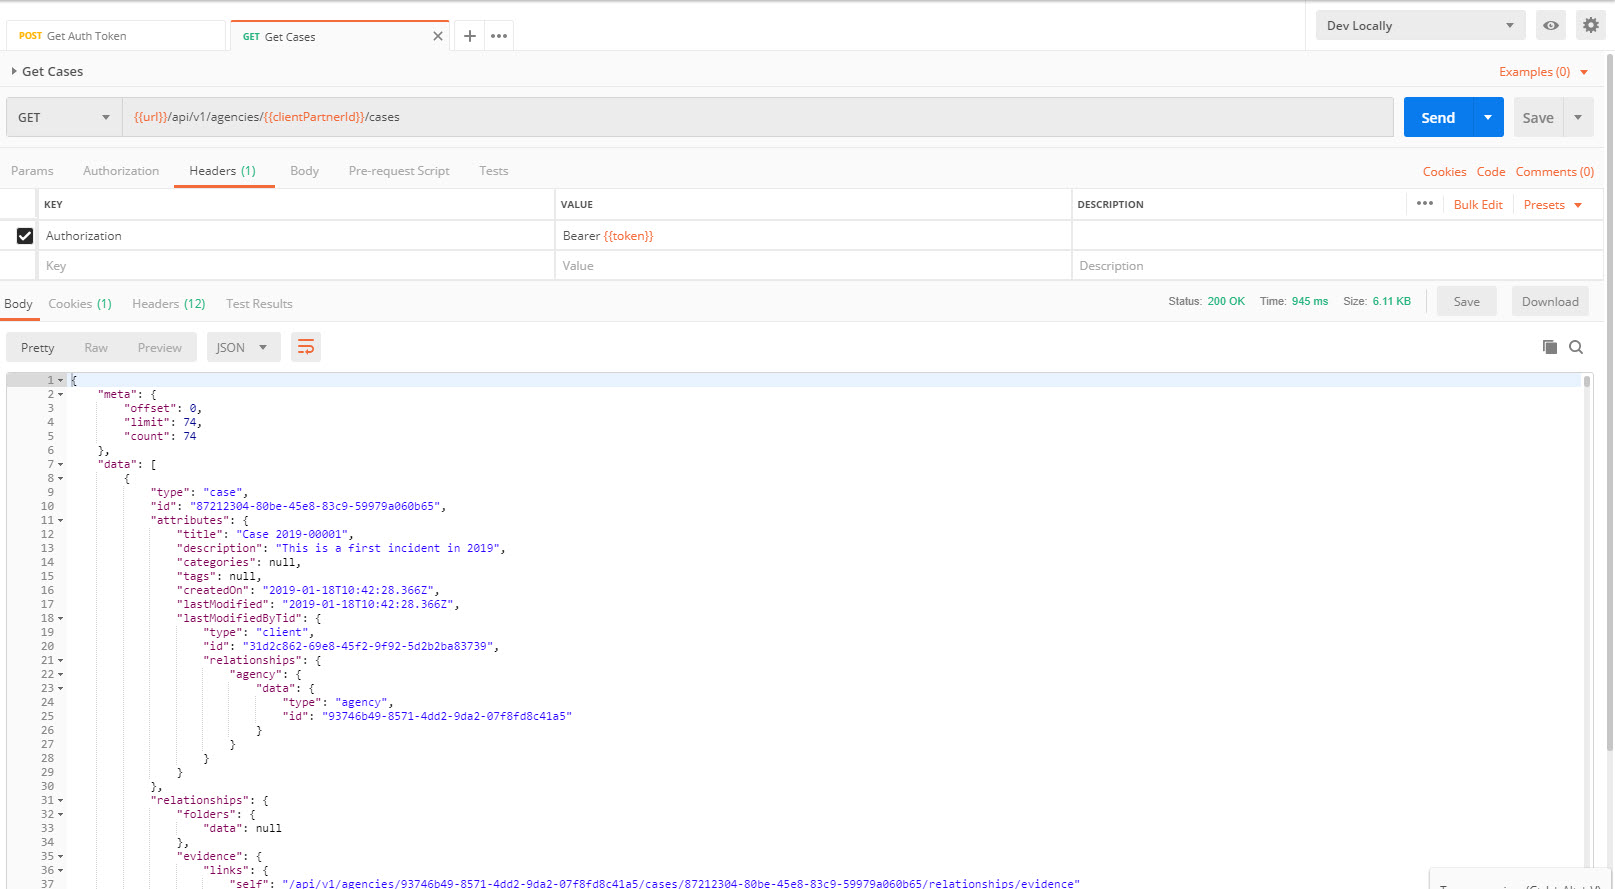 POST Get Auth Token
GET Get Cases
Dev Locally
Get Cases
Examples (0)
GET
{{url}}/api/v1/agencies/{{clientPartnerId}}/cases
Send
Save
Params Authorization Headers (1) Body Pre-request Script Tests
Cookies Code Comments (0)
KEY VALUE DESCRIPTION
Bulk Edit Presets
Authorization Bearer {{token}}
Key Value Description
Body Cookies (1) Headers (12) Test Results
Status: 200 OK Time: 945 ms Size: 6.11 KB
Save Download
Pretty Raw Preview JSON
1 {
2 "meta": {
3 "offset": 0,
4 "limit": 74,
5 "count": 74
6 },
7 "data": [
8 {
9 "type": "case",
10 "id": "87212304-80be-45e8-83c9-59979a060b65",
11 "attributes": {
12 "title": "Case 2019-00001",
13 "description": "This is a first incident in 2019",
14 "categories": null,
15 "tags": null,
16 "createdOn": "2019-01-18T10:42:28.366Z",
17 "lastModified": "2019-01-18T10:42:28.366Z",
18 "lastModifiedByTid": {
19 "type": "client",
20 "id": "31d2c862-69e8-45f2-9f92-5d2b2ba83739",
21 "relationships": {
22 "agency": {
23 "data": {
24 "type": "agency",
25 "id": "93746b49-8571-4dd2-9da2-07f8fd8c41a5"
26 }
27 }
28 }
29 }
30 },
31 "relationships": {
32 "folders": {
33 "data": null
34 },
35 "evidence": {
36 "links": {
37 "self": "/api/v1/agencies/93746b49-8571-4dd2-9da2-07f8fd8c41a5/cases/87212304-80be-45e8-83c9-59979a060b65/relationships/evidence"